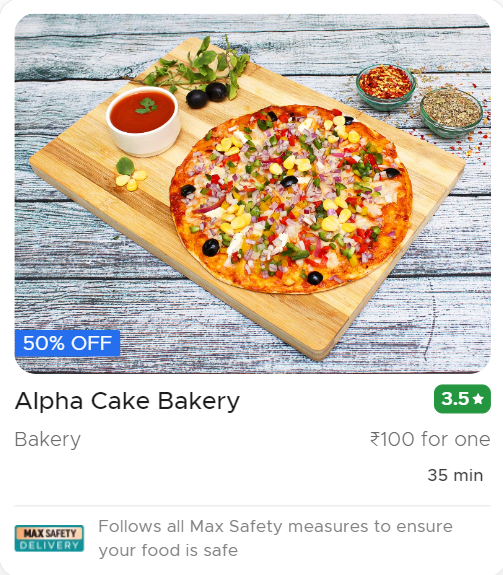 50% OFF
Alpha Cake Bakery
3.5★
Bakery
₹100 for one
35 min
MAX SAFETY
DELIVERY
Follows all Max Safety measures to ensure
your food is safe